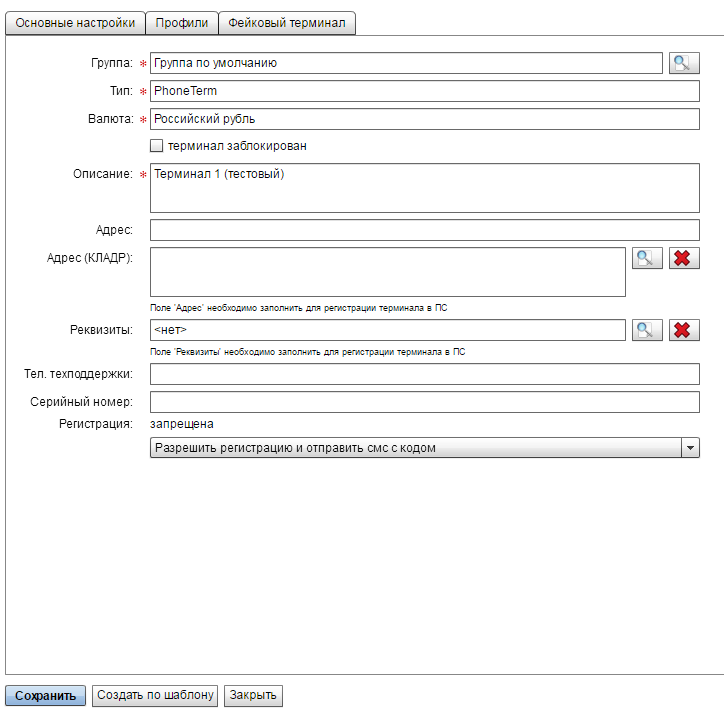 Основные настройки Профили Фейковый терминал
Группа: * Группа по умолчанию
Тип: * PhoneTerm
Валюта: * Российский рубль
терминал заблокирован
Описание: * Терминал 1 (тестовый)
Адрес:
Адрес (КЛАДР):
Поле 'Адрес' необходимо заполнить для регистрации терминала в ПС
Реквизиты: <нет>
Поле 'Реквизиты' необходимо заполнить для регистрации терминала в ПС
Тел. техподдержки:
Серийный номер:
Регистрация: запрещена
Разрешить регистрацию и отправить смс с кодом
Сохранить Создать по шаблону Закрыть